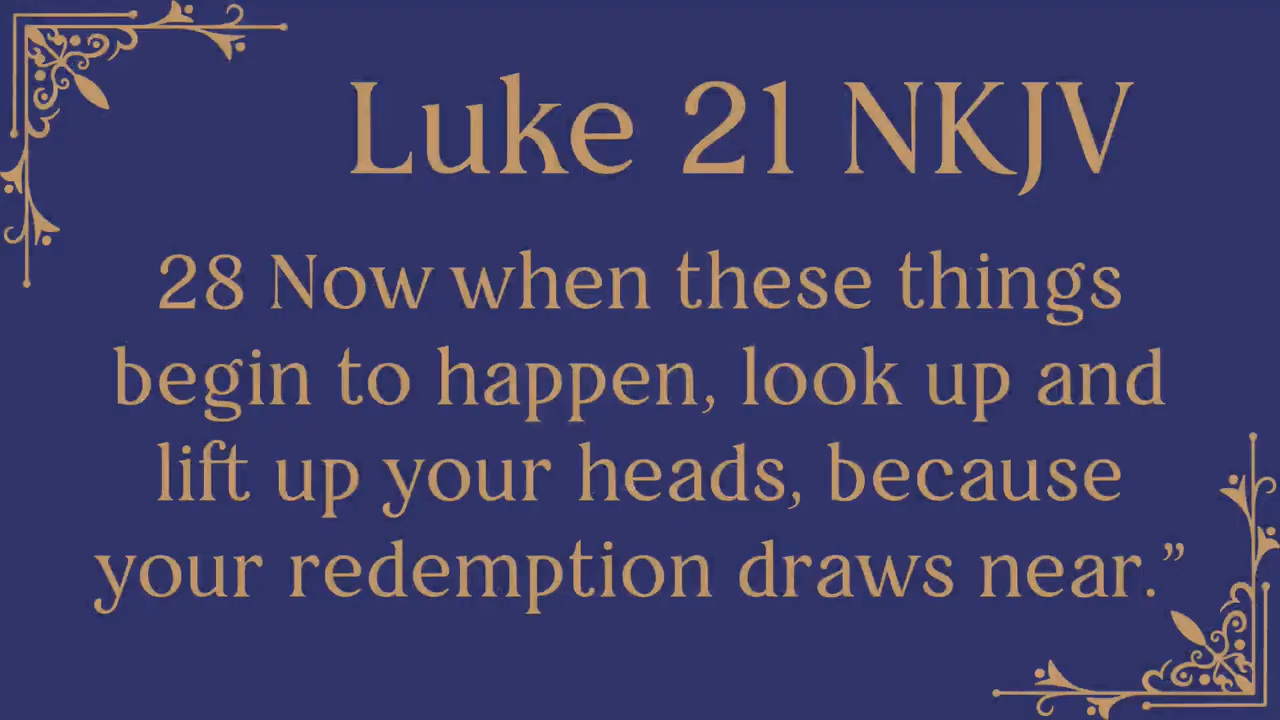 Luke 21 NKJV
28 Now when these things
begin to happen, look up and
lift up your heads, because
your redemption draws near.”